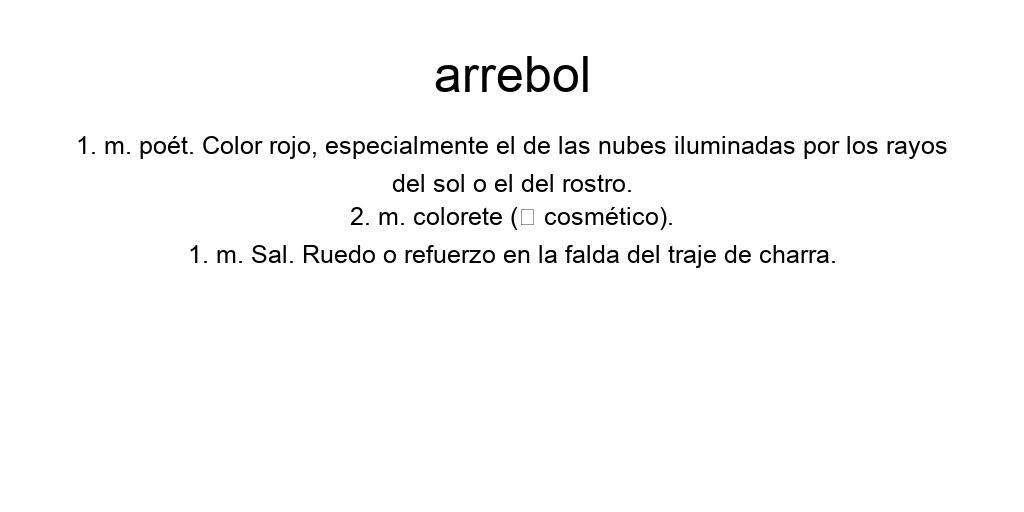 arrebol
1. m. poét. Color rojo, especialmente el de las nubes iluminadas por los rayos
del sol o el del rostro.
2. m. colorete (▯ cosmético).
1. m. Sal. Ruedo o refuerzo en la falda del traje de charra.